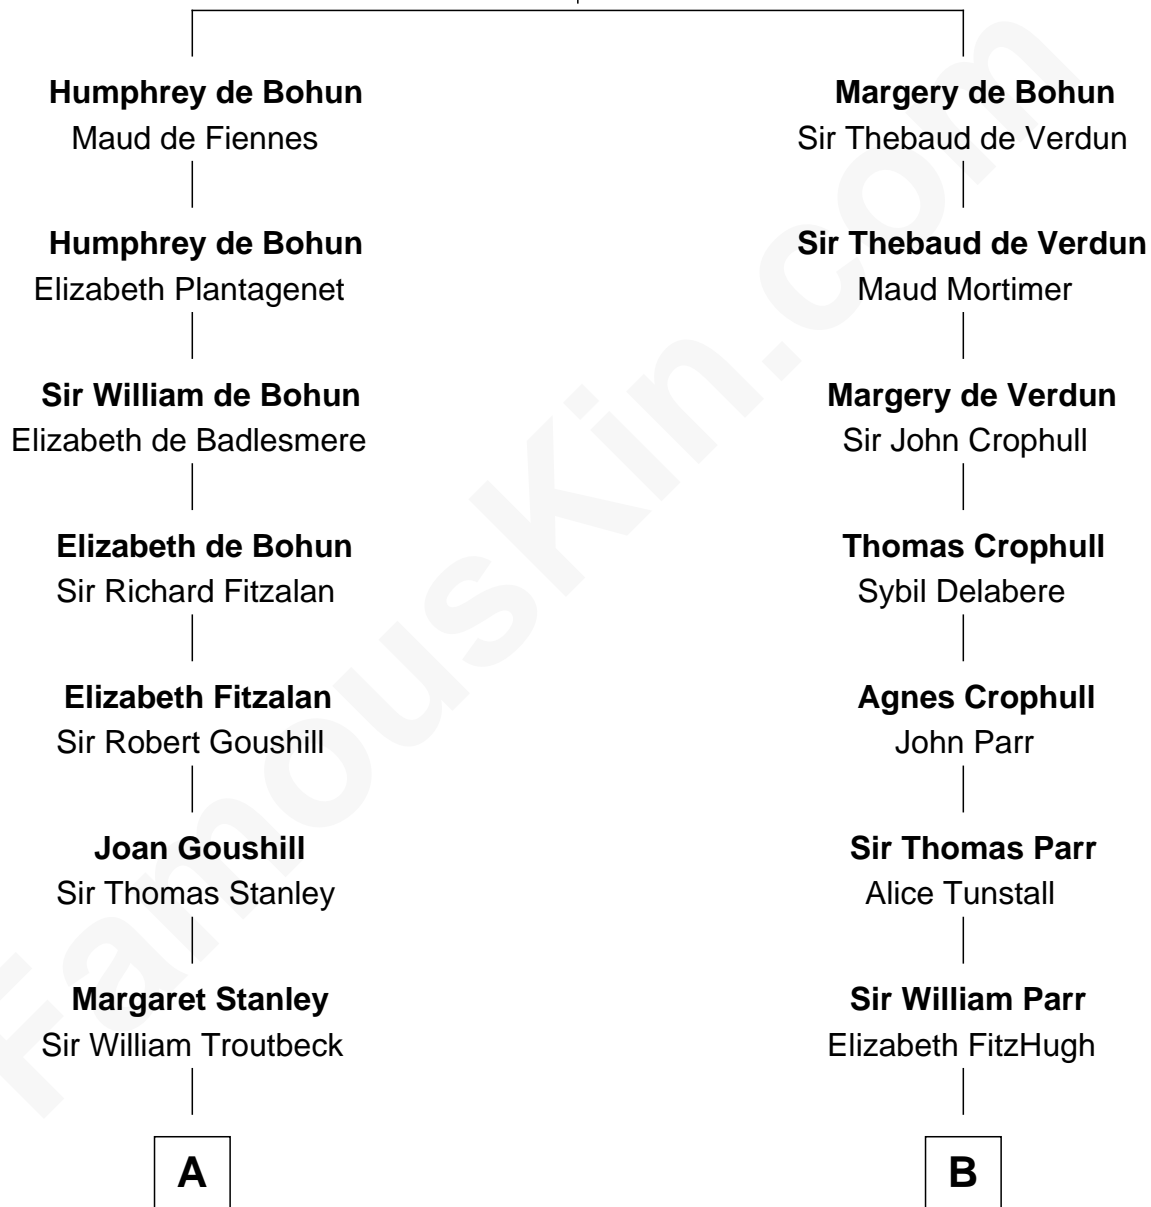 Humphrey de Bohun
Maud de Fiennes
Humphrey de Bohun
Elizabeth Plantagenet
Sir William de Bohun
Elizabeth de Badlesmere
Elizabeth de Bohun
Sir Richard Fitzalan
Elizabeth Fitzalan
Sir Robert Goushill
Joan Goushill
Sir Thomas Stanley
Margaret Stanley
Sir William Troutbeck
A
Margery de Bohun
Sir Thebaud de Verdun
Sir Thebaud de Verdun
Maud Mortimer
Margery de Verdun
Sir John Crophull
Thomas Crophull
Sybil Delabere
Agnes Crophull
John Parr
Sir Thomas Parr
Alice Tunstall
Sir William Parr
Elizabeth FitzHugh
B
FamousKin.com